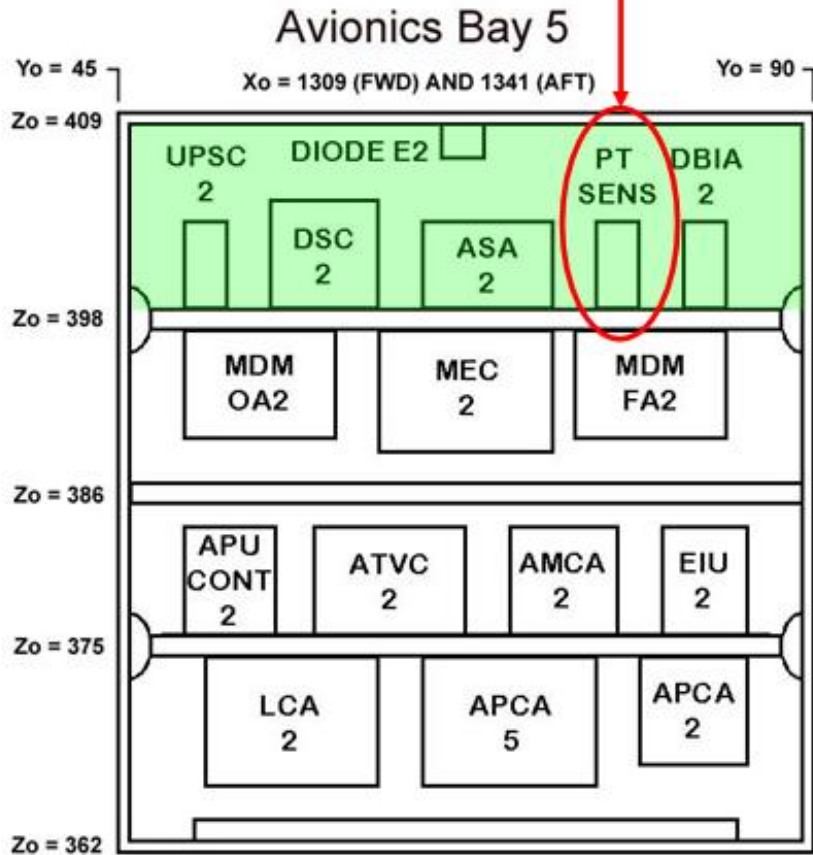 Avionics Bay 5
Yo = 45
Xo = 1309 (FWD) AND 1341 (AFT)
Yo = 90
Zo = 409
UPSC
2
DIODE E2
PT
SENS
DBIA
2
DSC
2
ASA
2
Zo = 398
MDM
OA2
MEC
2
MDM
FA2
Zo = 386
APU
CONT
2
ATVC
2
AMCA
2
EIU
2
Zo = 375
LCA
2
APCA
5
APCA
2
Zo = 362